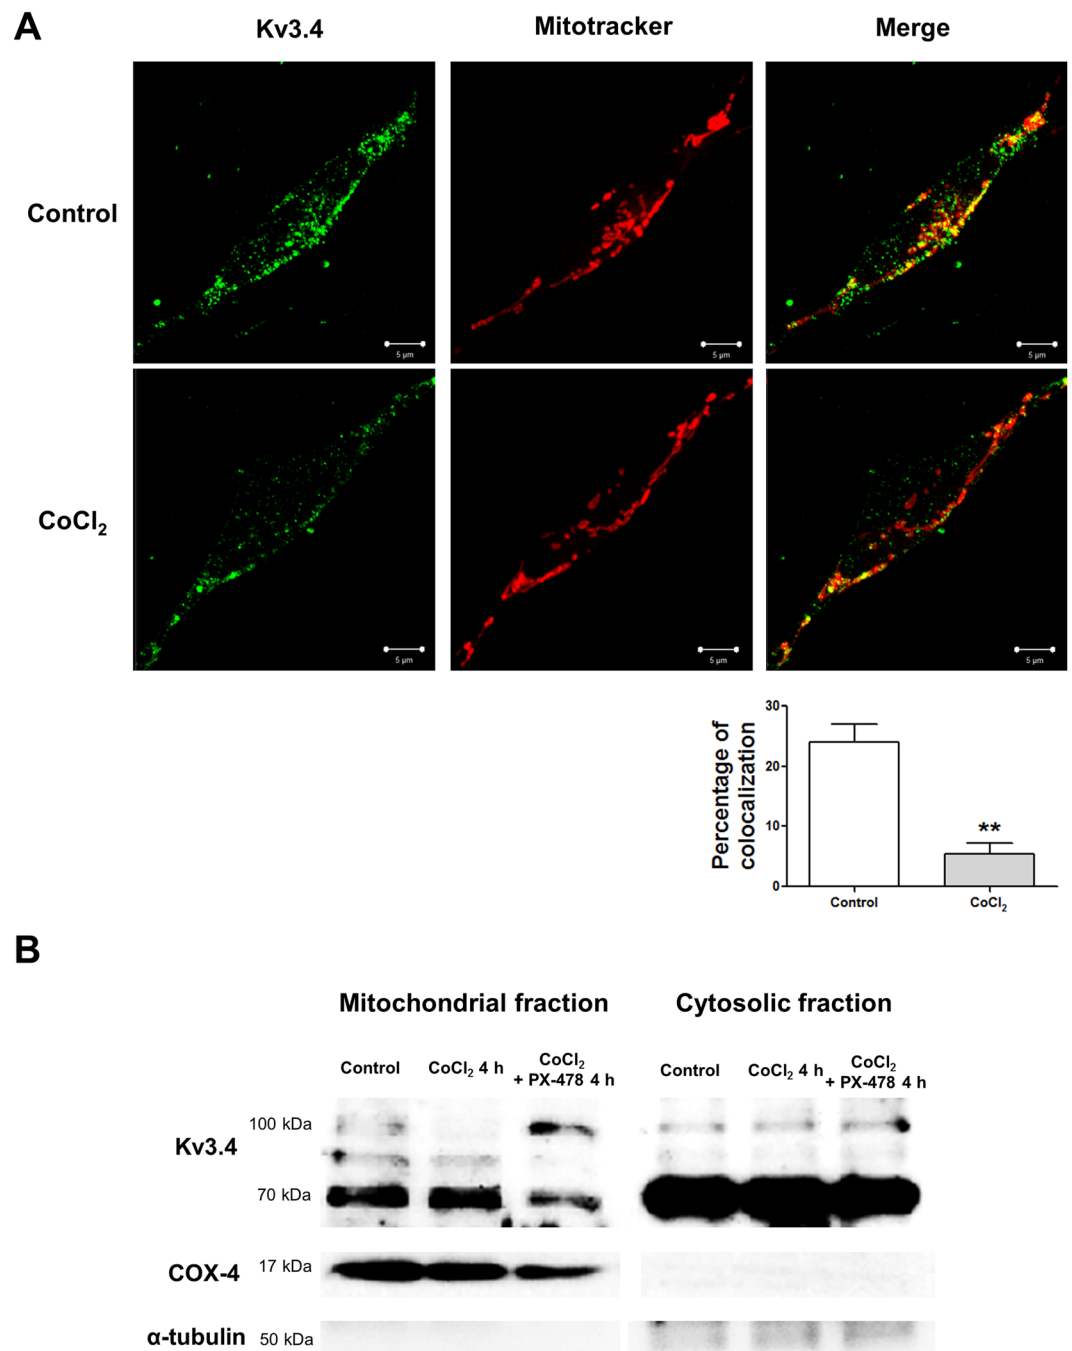 A
Kv3.4
Mitotracker
Merge
Control
5 µm
5 µm
5 µm
CoCl₂
5 µm
5 µm
5 µm
Percentage of
colocalization
30
20
10
0
**
Control
CoCl₂
B
Mitochondrial fraction
Cytosolic fraction
Control
CoCl₂ 4 h
CoCl₂
+ PX-478 4 h
Control
CoCl₂ 4 h
CoCl₂
+ PX-478 4 h
Kv3.4
100 kDa
70 kDa
COX-4
17 kDa
α-tubulin
50 kDa